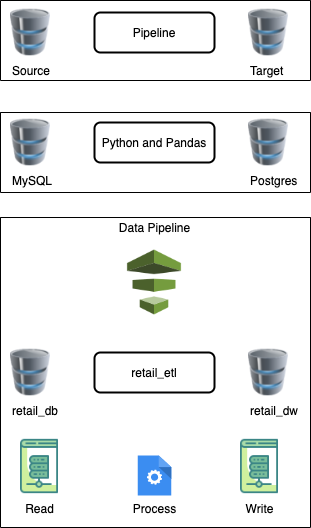 Pipeline
Source
Target
Python and Pandas
MySQL
Postgres
Data Pipeline
retail_etl
retail_db
retail_dw
Read
Process
Write